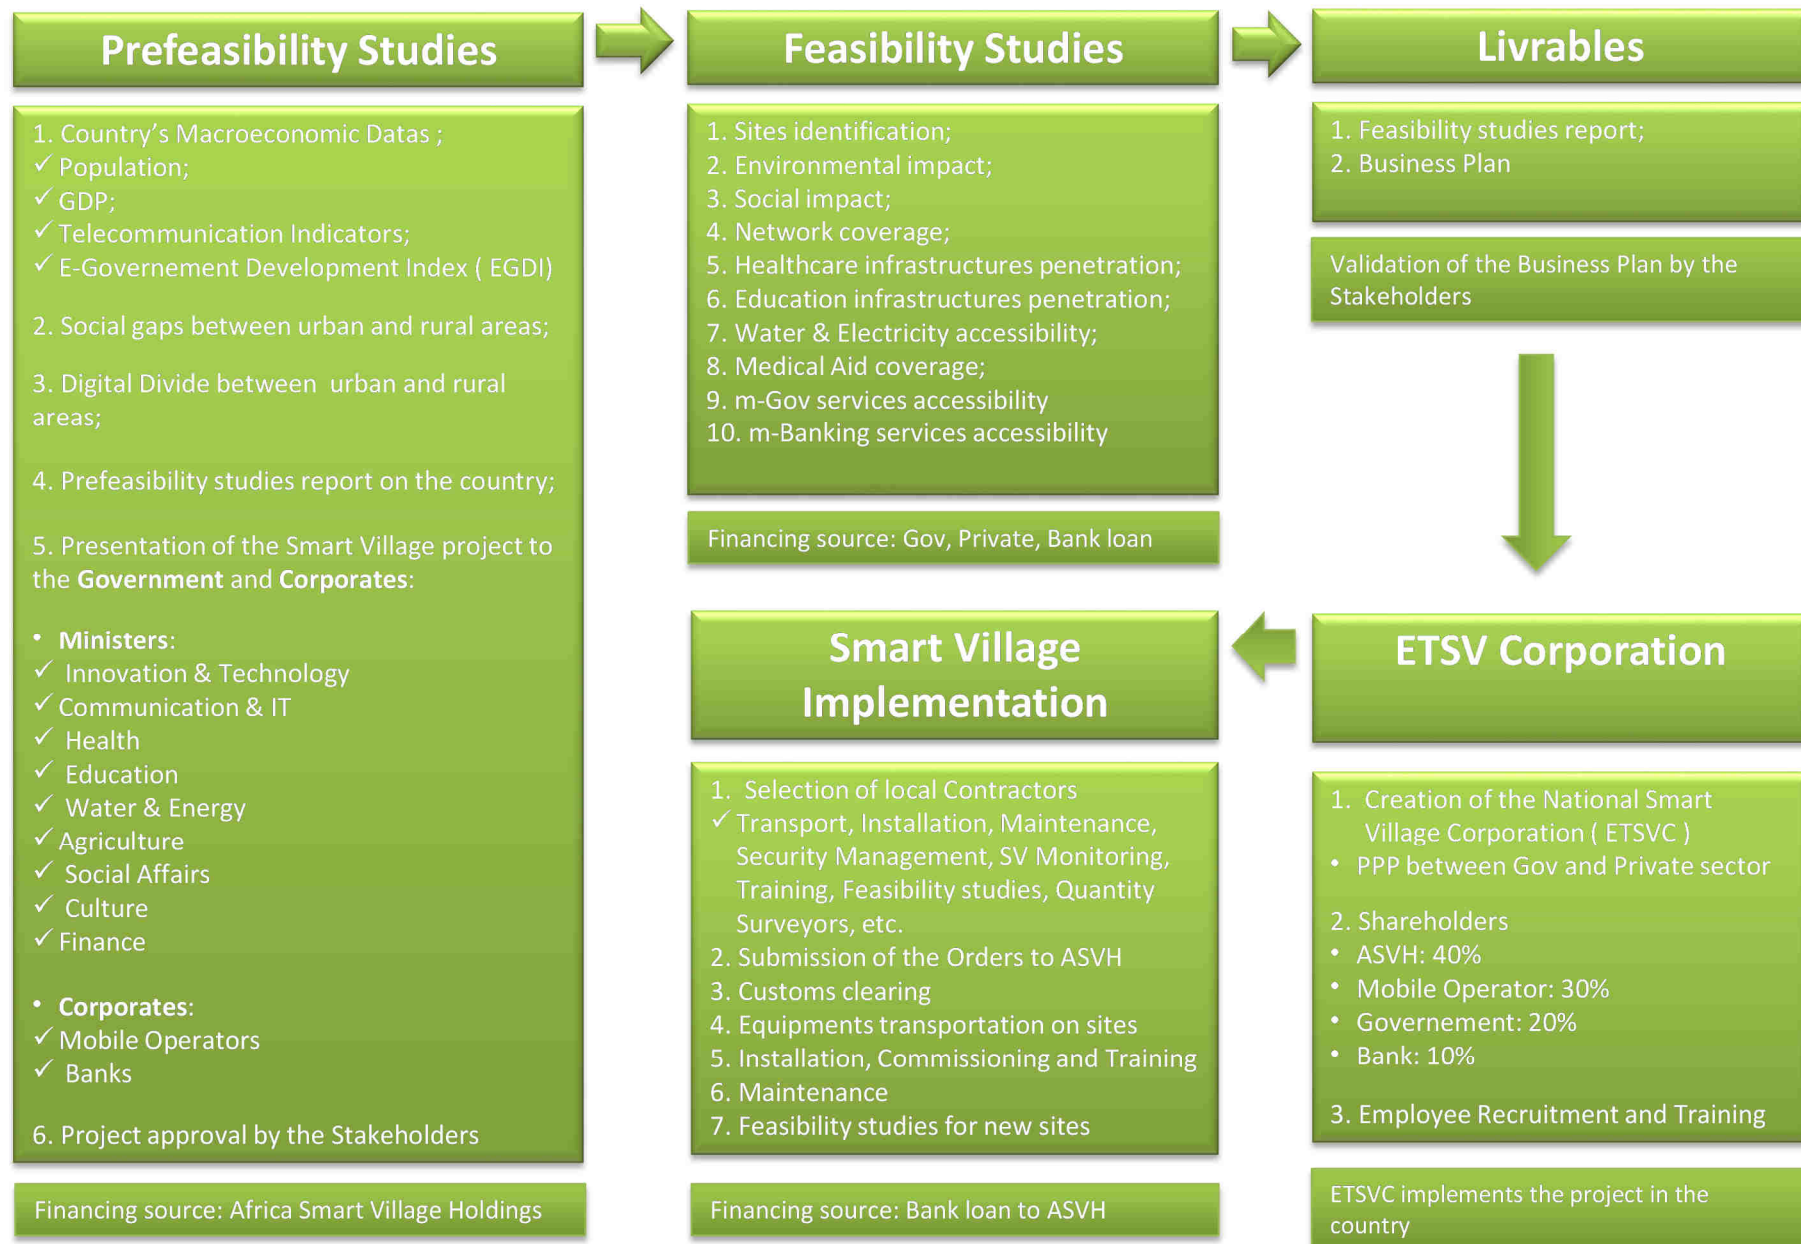 Prefeasibility Studies
1. Country's Macroeconomic Datas ;
✓ Population;
✓ GDP;
✓ Telecommunication Indicators;
✓ E-Governement Development Index ( EGDI)
2. Social gaps between urban and rural areas;
3. Digital Divide between urban and rural
areas;
4. Prefeasibility studies report on the country;
5. Presentation of the Smart Village project to
the Government and Corporates:
• Ministers:
✓ Innovation & Technology
✓ Communication & IT
✓ Health
✓ Education
✓ Water & Energy
✓ Agriculture
✓ Social Affairs
✓ Culture
✓ Finance
• Corporates:
✓ Mobile Operators
✓ Banks
6. Project approval by the Stakeholders
Financing source: Africa Smart Village Holdings
Feasibility Studies
1. Sites identification;
2. Environmental impact;
3. Social impact;
4. Network coverage;
5. Healthcare infrastructures penetration;
6. Education infrastructures penetration;
7. Water & Electricity accessibility;
8. Medical Aid coverage;
9. m-Gov services accessibility
10. m-Banking services accessibility
Financing source: Gov, Private, Bank loan
Livrables
1. Feasibility studies report;
2. Business Plan
Validation of the Business Plan by the
Stakeholders
ETSV Corporation
1. Creation of the National Smart
Village Corporation ( ETSVC )
• PPP between Gov and Private sector
2. Shareholders
• ASVH: 40%
• Mobile Operator: 30%
• Governement: 20%
• Bank: 10%
3. Employee Recruitment and Training
ETSVC implements the project in the
country
Smart Village
Implementation
1. Selection of local Contractors
✓ Transport, Installation, Maintenance,
Security Management, SV Monitoring,
Training, Feasibility studies, Quantity
Surveyors, etc.
2. Submission of the Orders to ASVH
3. Customs clearing
4. Equipments transportation on sites
5. Installation, Commissioning and Training
6. Maintenance
7. Feasibility studies for new sites
Financing source: Bank loan to ASVH